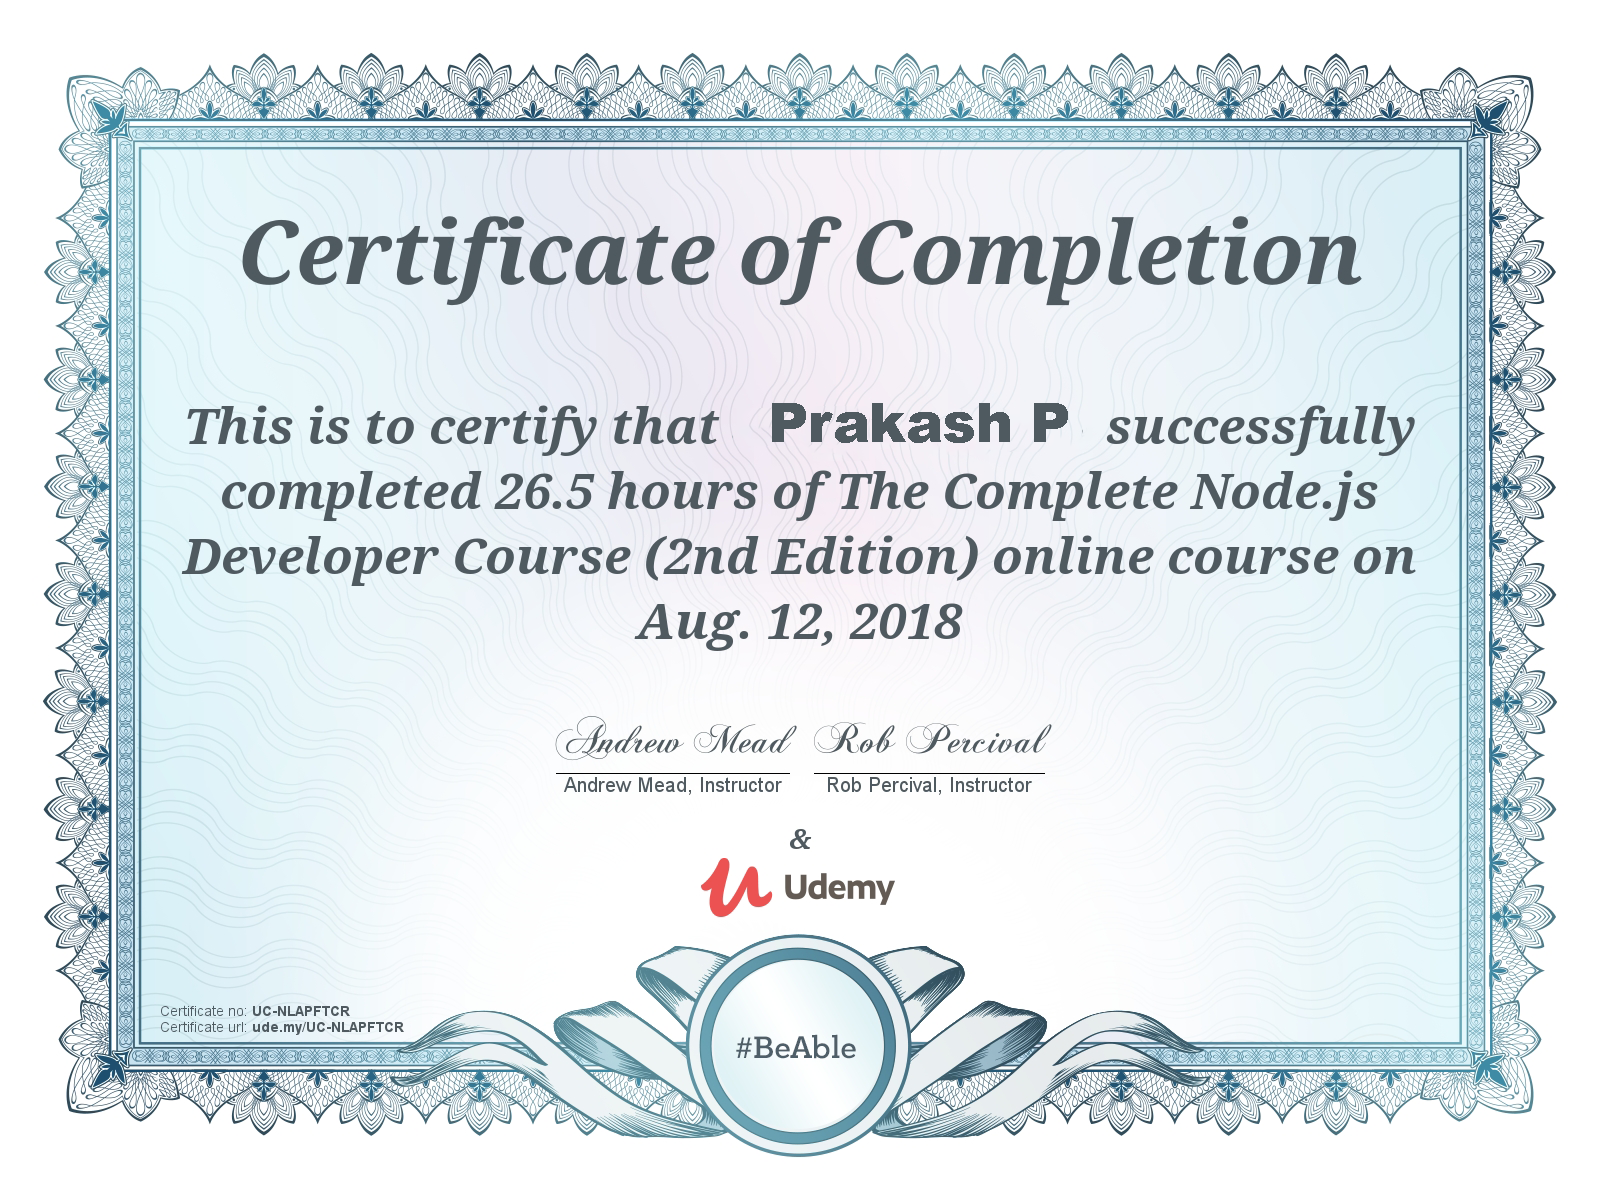 Certificate of Completion
This is to certify that Prakash P successfully
completed 26.5 hours of The Complete Node.js
Developer Course (2nd Edition) online course on
Aug. 12, 2018
Andrew Mead Rob Percival
Andrew Mead, Instructor Rob Percival, Instructor
&
Udemy
Certificate no: UC-NLAPFTCR
Certificate url: ude.my/UC-NLAPFTCR
#BeAble